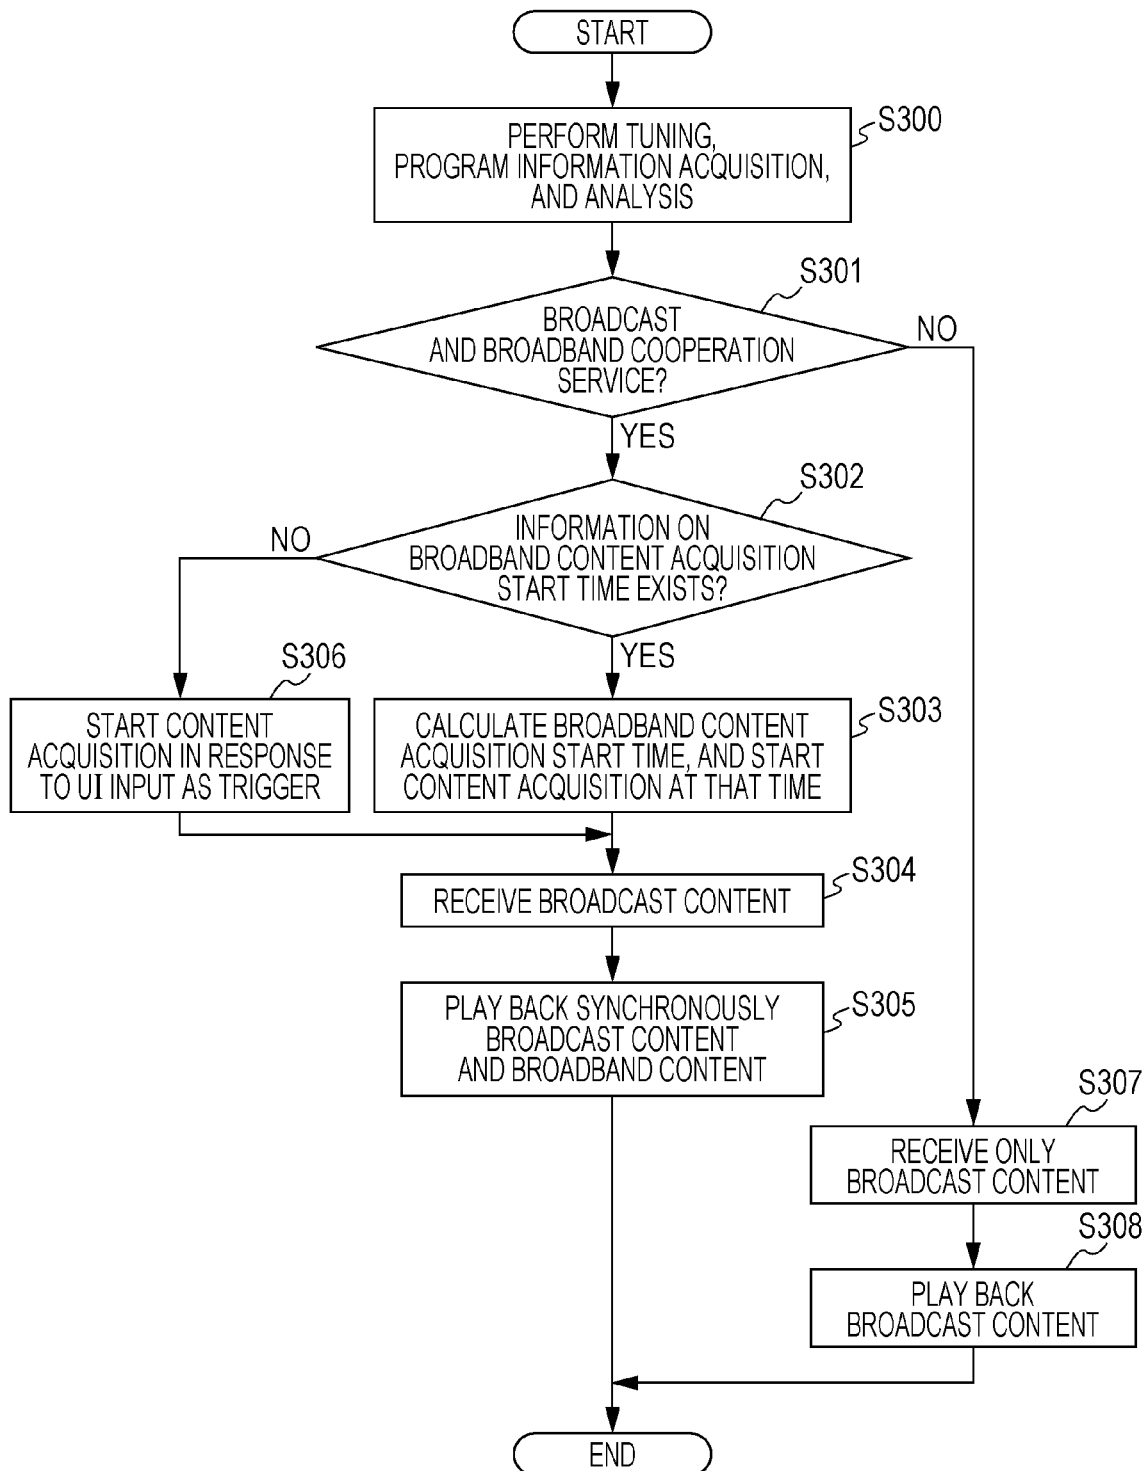 START
S300
PERFORM TUNING,
PROGRAM INFORMATION ACQUISITION,
AND ANALYSIS
S301
BROADCAST
AND BROADBAND COOPERATION
SERVICE?
NO
YES
S302
INFORMATION ON
BROADBAND CONTENT ACQUISITION
START TIME EXISTS?
NO
YES
S306
START CONTENT
ACQUISITION IN RESPONSE
TO UI INPUT AS TRIGGER
S303
CALCULATE BROADBAND CONTENT
ACQUISITION START TIME, AND START
CONTENT ACQUISITION AT THAT TIME
S304
RECEIVE BROADCAST CONTENT
S305
PLAY BACK SYNCHRONOUSLY
BROADCAST CONTENT
AND BROADBAND CONTENT
S307
RECEIVE ONLY
BROADCAST CONTENT
S308
PLAY BACK
BROADCAST CONTENT
END